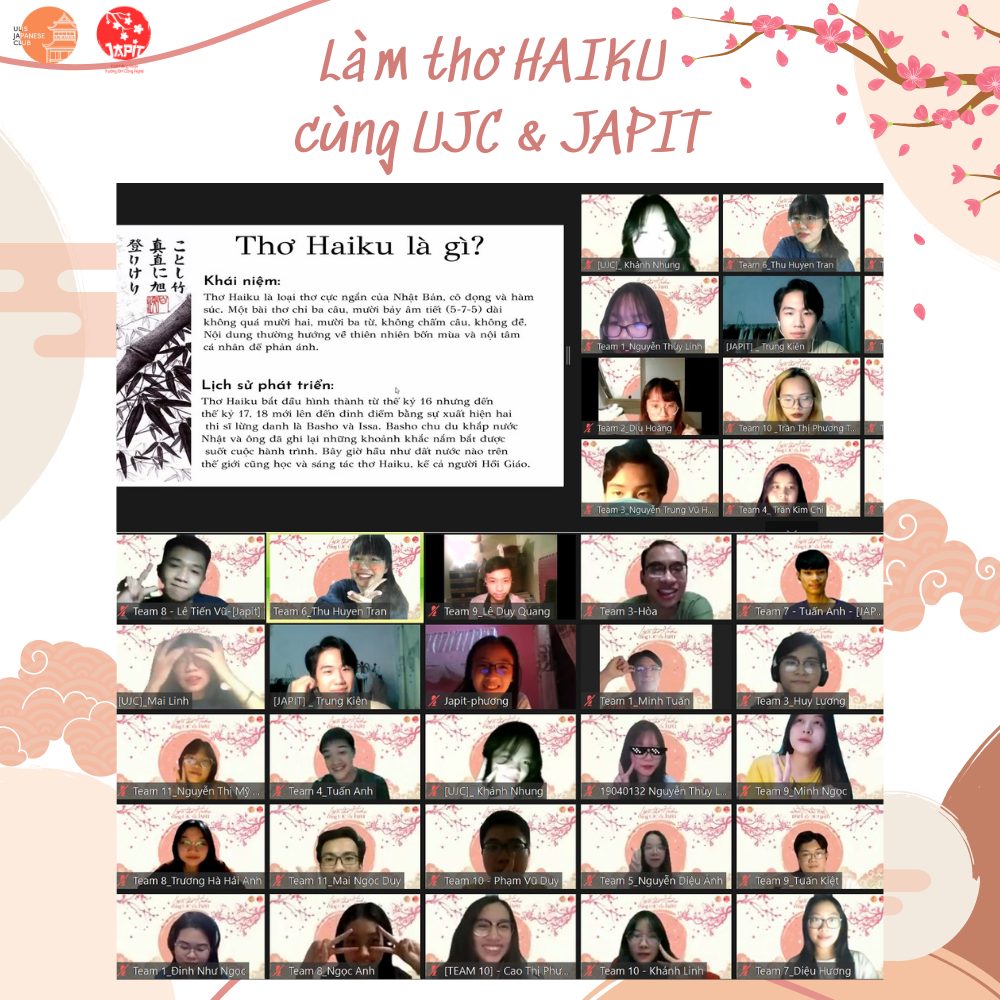 ULIS
JAPANESE
CLUB
JAPIT
Làm thơ HAIKU
cùng UJC & JAPIT
Thơ Haiku là gì?
ことし竹
真直に旭
登りけり
Khái niệm:
Thơ Haiku là loại thơ cực ngắn của Nhật Bản, cô đọng và hàm
súc. Một bài thơ chỉ ba câu, mười bảy âm tiết (5-7-5) dài
không quá mười hai, mười ba từ, không chấm câu, không đề.
Nội dung thường hướng về thiên nhiên bốn mùa và nội tâm
cá nhân để phản ánh.
Lịch sử phát triển:
Thơ Haiku bắt đầu hình thành từ thế kỷ 16 nhưng đến
thế kỷ 17, 18 mới lên đến đỉnh điểm bằng sự xuất hiện hai
thi sĩ lừng danh là Basho và Issa. Basho chu du khắp nước
Nhật và ông đã ghi lại những khoảnh khắc nắm bắt được
suốt cuộc hành trình. Bây giờ hầu như đất nước nào trên
thế giới cũng học và sáng tác thơ Haiku, kể cả người Hồi Giáo.
[UJC]_ Khánh Nhung
Team 6_Thu Huyen Tran
Team 1_Nguyễn Thùy Linh
[JAPIT] _ Trung Kiên
Team 2_Dịu Hoàng
Team 10_Trần Thị Phương T...
Team 3_Nguyễn Trung Vũ H...
Team 4_ Trần Kim Chi
Team 8 - Lê Tiến Vũ-[Japit]
Team 6_Thu Huyen Tran
Team 9_Lê Duy Quang
Team 3-Hòa
Team 7 - Tuấn Anh - [JAP...
[UJC]_Mai Linh
[JAPIT] _ Trung Kiên
Japit-phương
Team 1_Minh Tuấn
Team 3_Huy Lương
Team 11_Nguyễn Thị Mỹ ...
Team 4_Tuấn Anh
[UJC]_ Khánh Nhung
19040132 Nguyễn Thùy L...
Team 9_Minh Ngọc
Team 8_Trương Hà Hải Anh
Team 11_Mai Ngọc Duy
Team 10 - Phạm Vũ Duy
Team 5_Nguyễn Diệu Anh
Team 9_Tuấn Kiệt
Team 1_Đinh Như Ngọc
Team 8_Ngọc Anh
[TEAM 10] - Cao Thị Phư...
Team 10 - Khánh Linh
Team 7_Diệu Hương